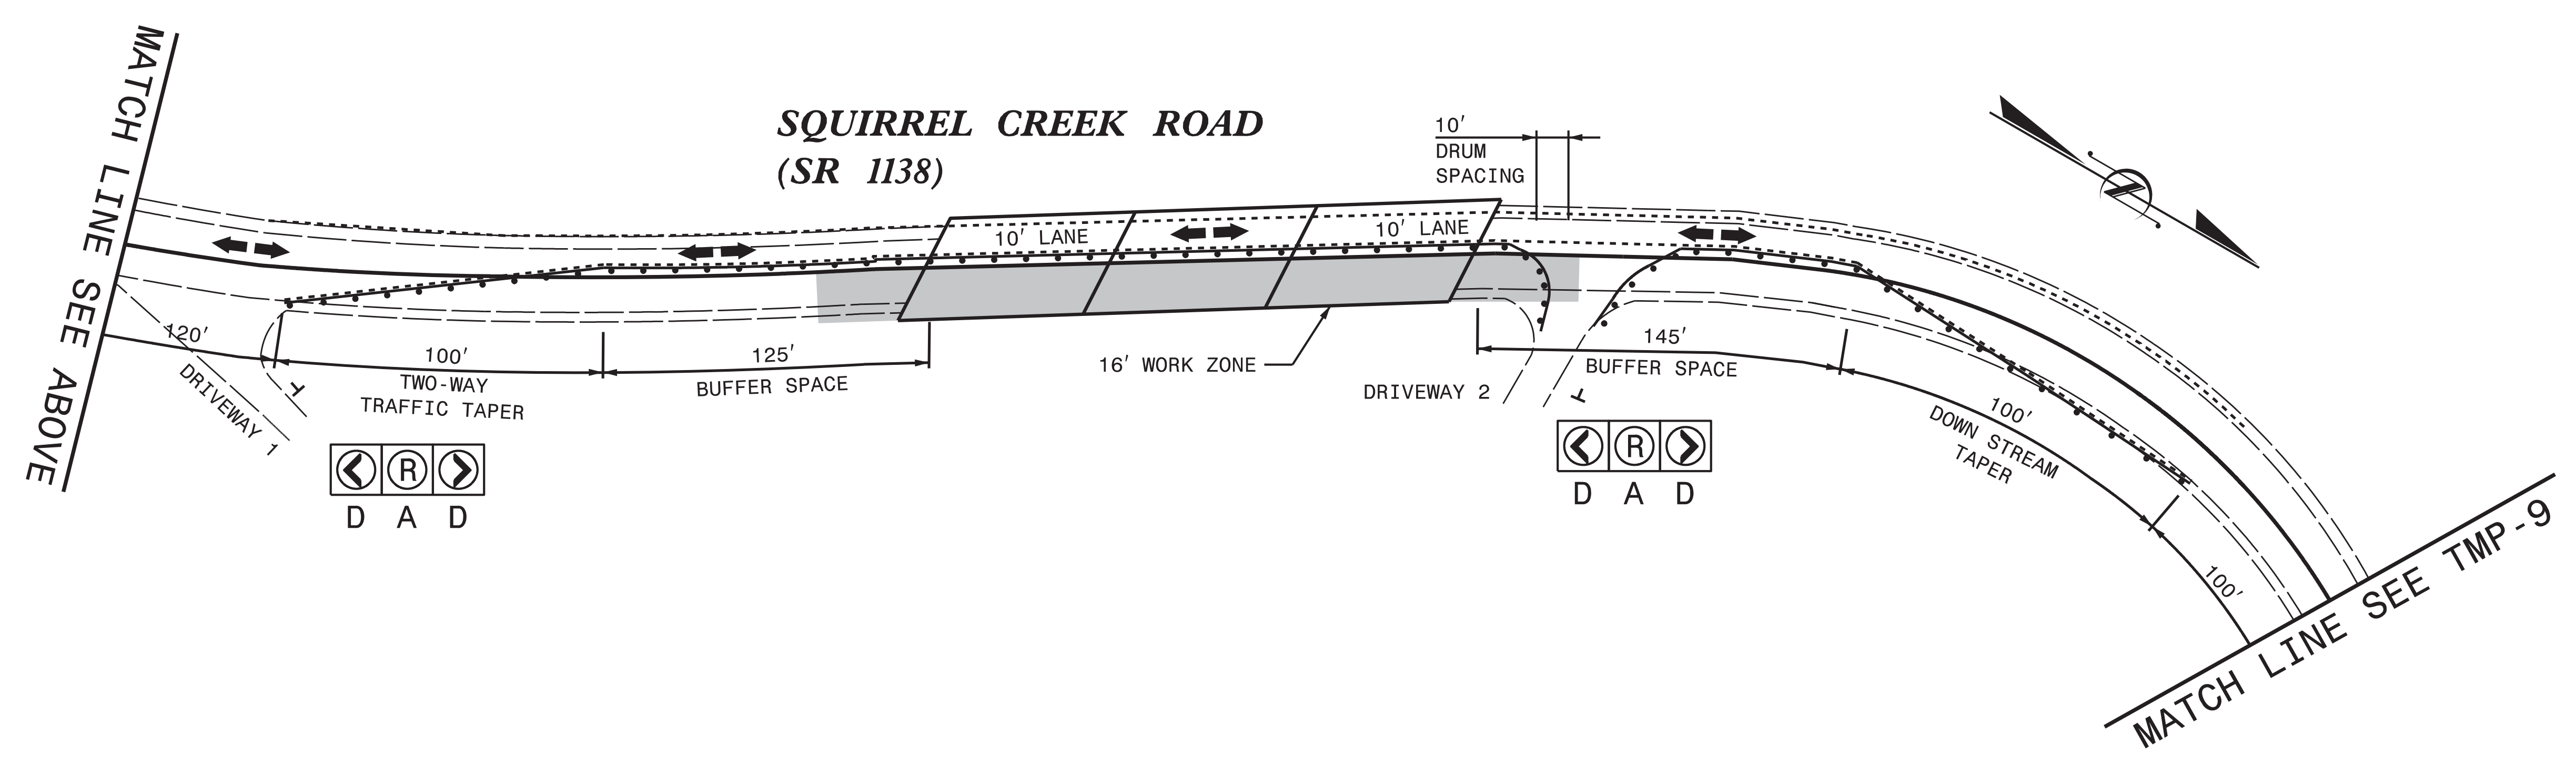 MATCH LINE SEE ABOVE
SQUIRREL CREEK ROAD
(SR 1138)
10'
DRUM
SPACING
10' LANE
10' LANE
120'
DRIVEWAY 1
100'
TWO-WAY
TRAFFIC TAPER
125'
BUFFER SPACE
16' WORK ZONE
DRIVEWAY 2
145'
BUFFER SPACE
100'
DOWN STREAM
TAPER
100'
R
D A D
R
D A D
MATCH LINE SEE TMP-9